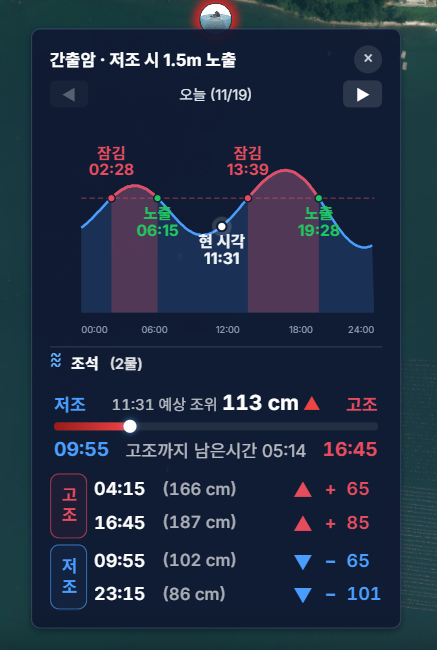 간출암 · 저조 시 1.5m 노출
오늘 (11/19)
잠김
02:28
잠김
13:39
노출
06:15
노출
19:28
현 시각
11:31
00:00 06:00 12:00 18:00 24:00
조석 (2물)
저조 11:31 예상 조위 113 cm ▲ 고조
09:55 고조까지 남은시간 05:14 16:45
고조
04:15 (166 cm) ▲ + 65
16:45 (187 cm) ▲ + 85
저조
09:55 (102 cm) ▼ − 65
23:15 (86 cm) ▼ − 101